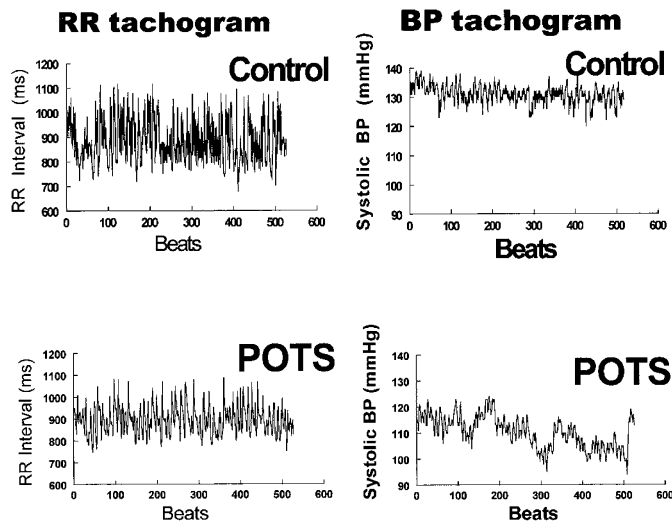 RR tachogram
BP tachogram
Control
1200
1100
1000
900
800
700
600
0 100 200 300 400 500 600
RR Interval (ms)
Beats
Control
140
130
120
110
100
90
0 100 200 300 400 500 600
Systolic BP (mmHg)
Beats
POTS
1200
1100
1000
900
800
700
600
0 100 200 300 400 500 600
RR Interval (ms)
Beats
POTS
140
130
120
110
100
90
0 100 200 300 400 500 600
Systolic BP (mmHg)
Beats